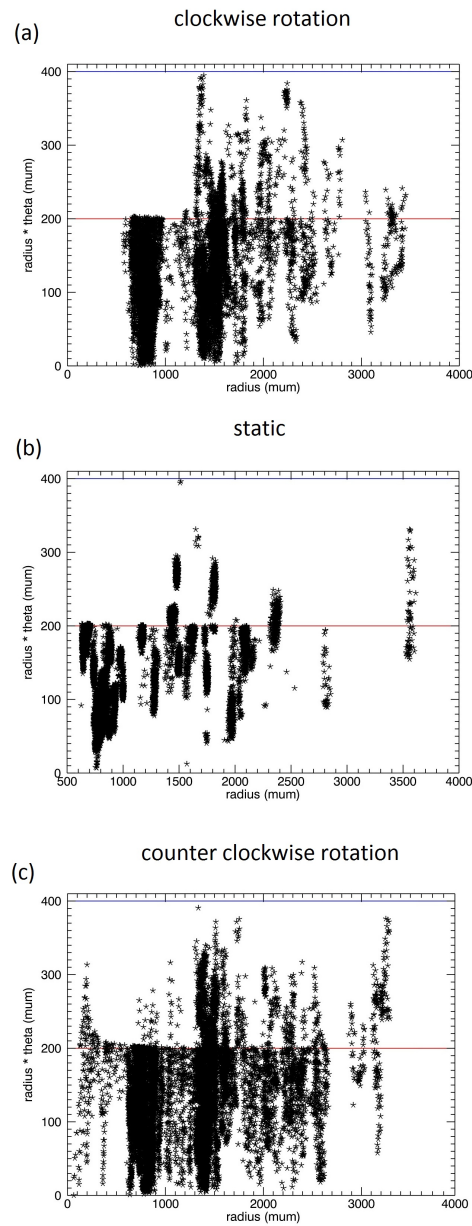 clockwise rotation
(a)
400
300
200
100
0
radius * theta (mum)
0 1000 2000 3000 4000
radius (mum)
static
(b)
400
300
200
100
0
radius * theta (mum)
500 1000 1500 2000 2500 3000 3500 4000
radius (mum)
counter clockwise rotation
(c)
400
300
200
100
0
radius * theta (mum)
0 1000 2000 3000 4000
radius (mum)